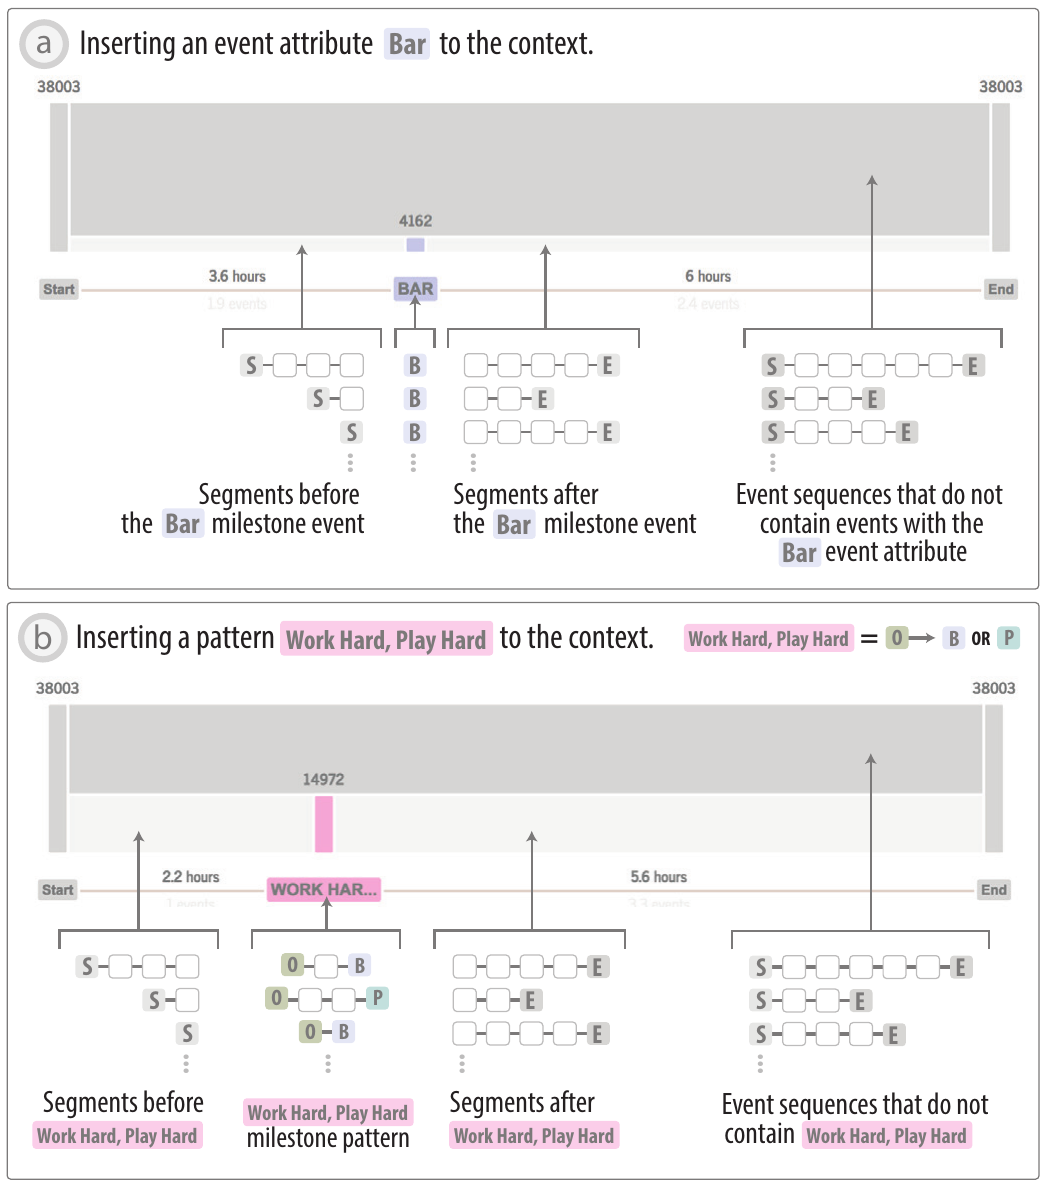 a Inserting an event attribute Bar to the context.
38003 38003
4162
3.6 hours 6 hours
Start BAR End
1.9 events 2.4 events
S B E S E
S B E S E
S B E S E
Segments before Segments after Event sequences that do not
the Bar milestone event the Bar milestone event contain events with the
Bar event attribute
b Inserting a pattern Work Hard, Play Hard to the context. Work Hard, Play Hard = O B OR P
38003 38003
14972
2.2 hours 5.6 hours
Start WORK HAR... End
1 events 3.3 events
S O B E S E
S O P E S E
S O B E S E
Segments before Work Hard, Play Hard Segments after Event sequences that do not
Work Hard, Play Hard milestone pattern Work Hard, Play Hard contain Work Hard, Play Hard